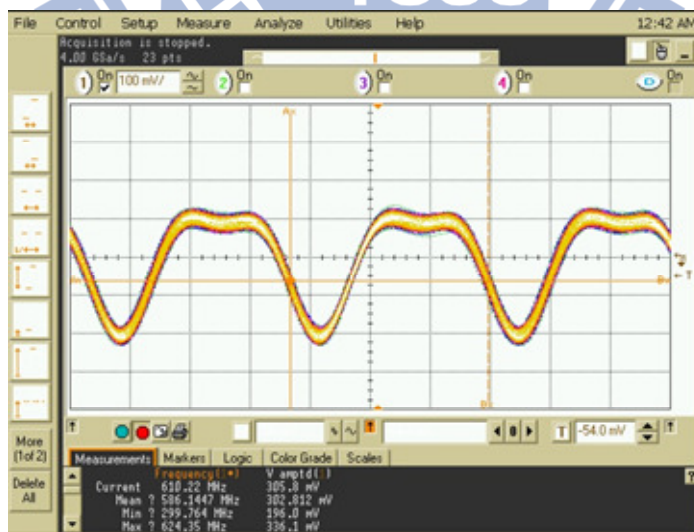 File Control Setup Measure Analyze Utilities Help 12:42 AM
Acquisition is stopped.
4.00 GSa/s 23 pts
1 On 100 mV/ 2 On 3 On 4 On On
Ax
Bx
T
T -54.0 mV
More
(1of 2)
Delete
All
Measurements Markers Logic Color Grade Scales
Frequency(1) V amptd(1)
Current 610.22 MHz 305.8 mV
Mean ? 586.1447 MHz 302.812 mV
Min ? 299.764 MHz 196.0 mV
Max ? 624.35 MHz 336.1 mV